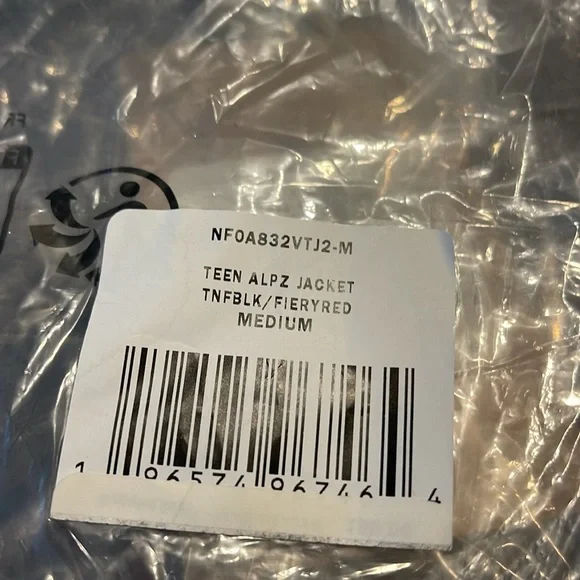 NF0A832VTJ2-M
TEEN ALPZ JACKET
TNFBLK/FIERYRED
MEDIUM
1 96574 96746 4